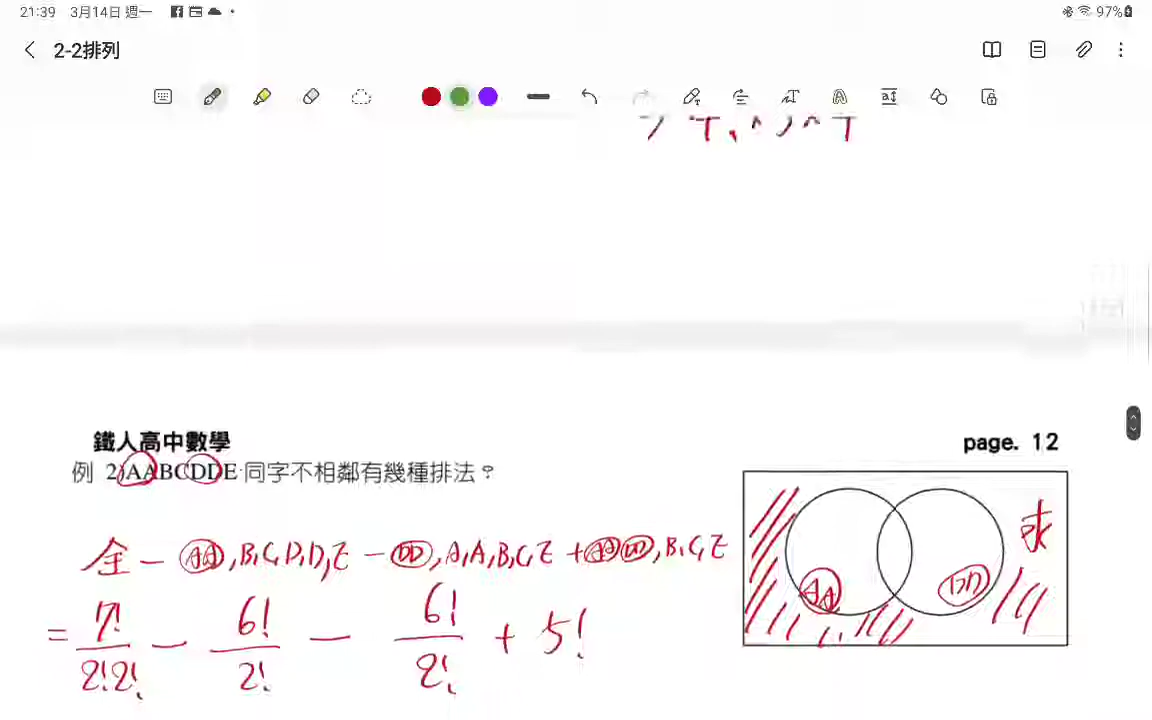 21:39 3月14日 週一 97%
2-2排列
鐵人高中數學 page. 12
例 2) AABCDDE 同字不相鄰有幾種排法？
全 - AA, B, C, D, D, E - DD, A, A, B, C, E + AA DD, B, C, E
= 7!/2!2! - 6!/2! - 6!/2! + 5!
求
AA DD